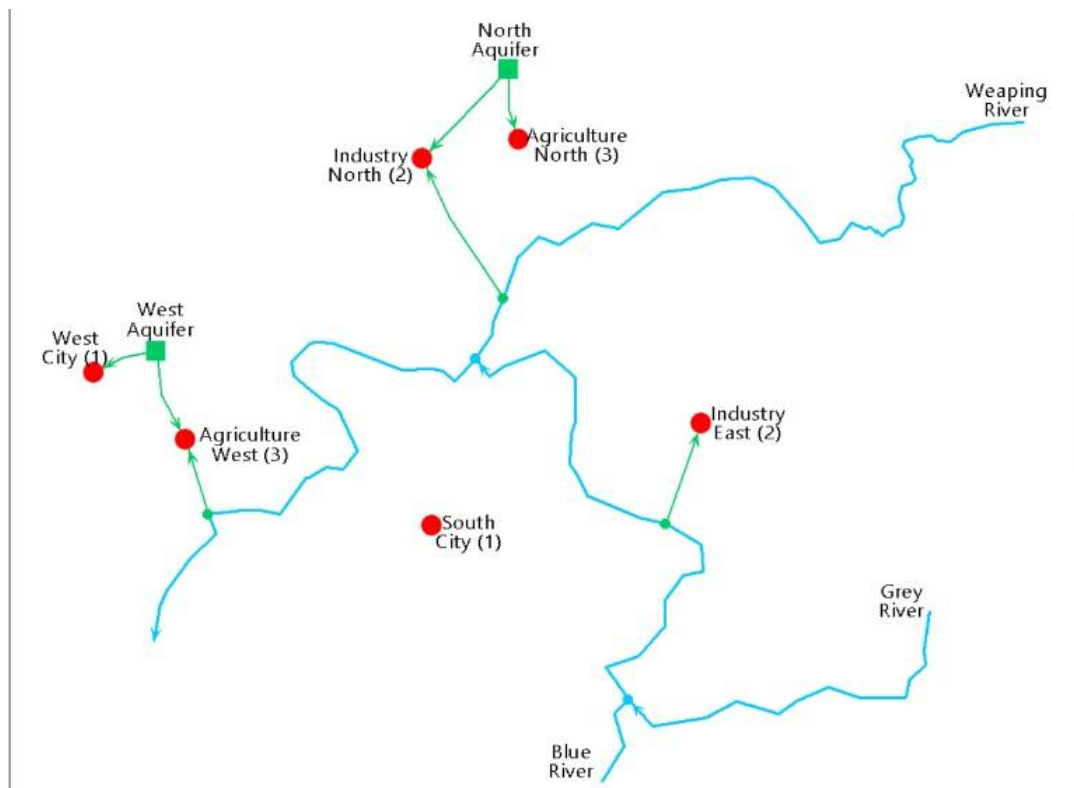 North
Aquifer
Weaping
River
Agriculture
North (3)
Industry
North (2)
West
Aquifer
West
City (1)
Industry
East (2)
Agriculture
West (3)
South
City (1)
Grey
River
Blue
River